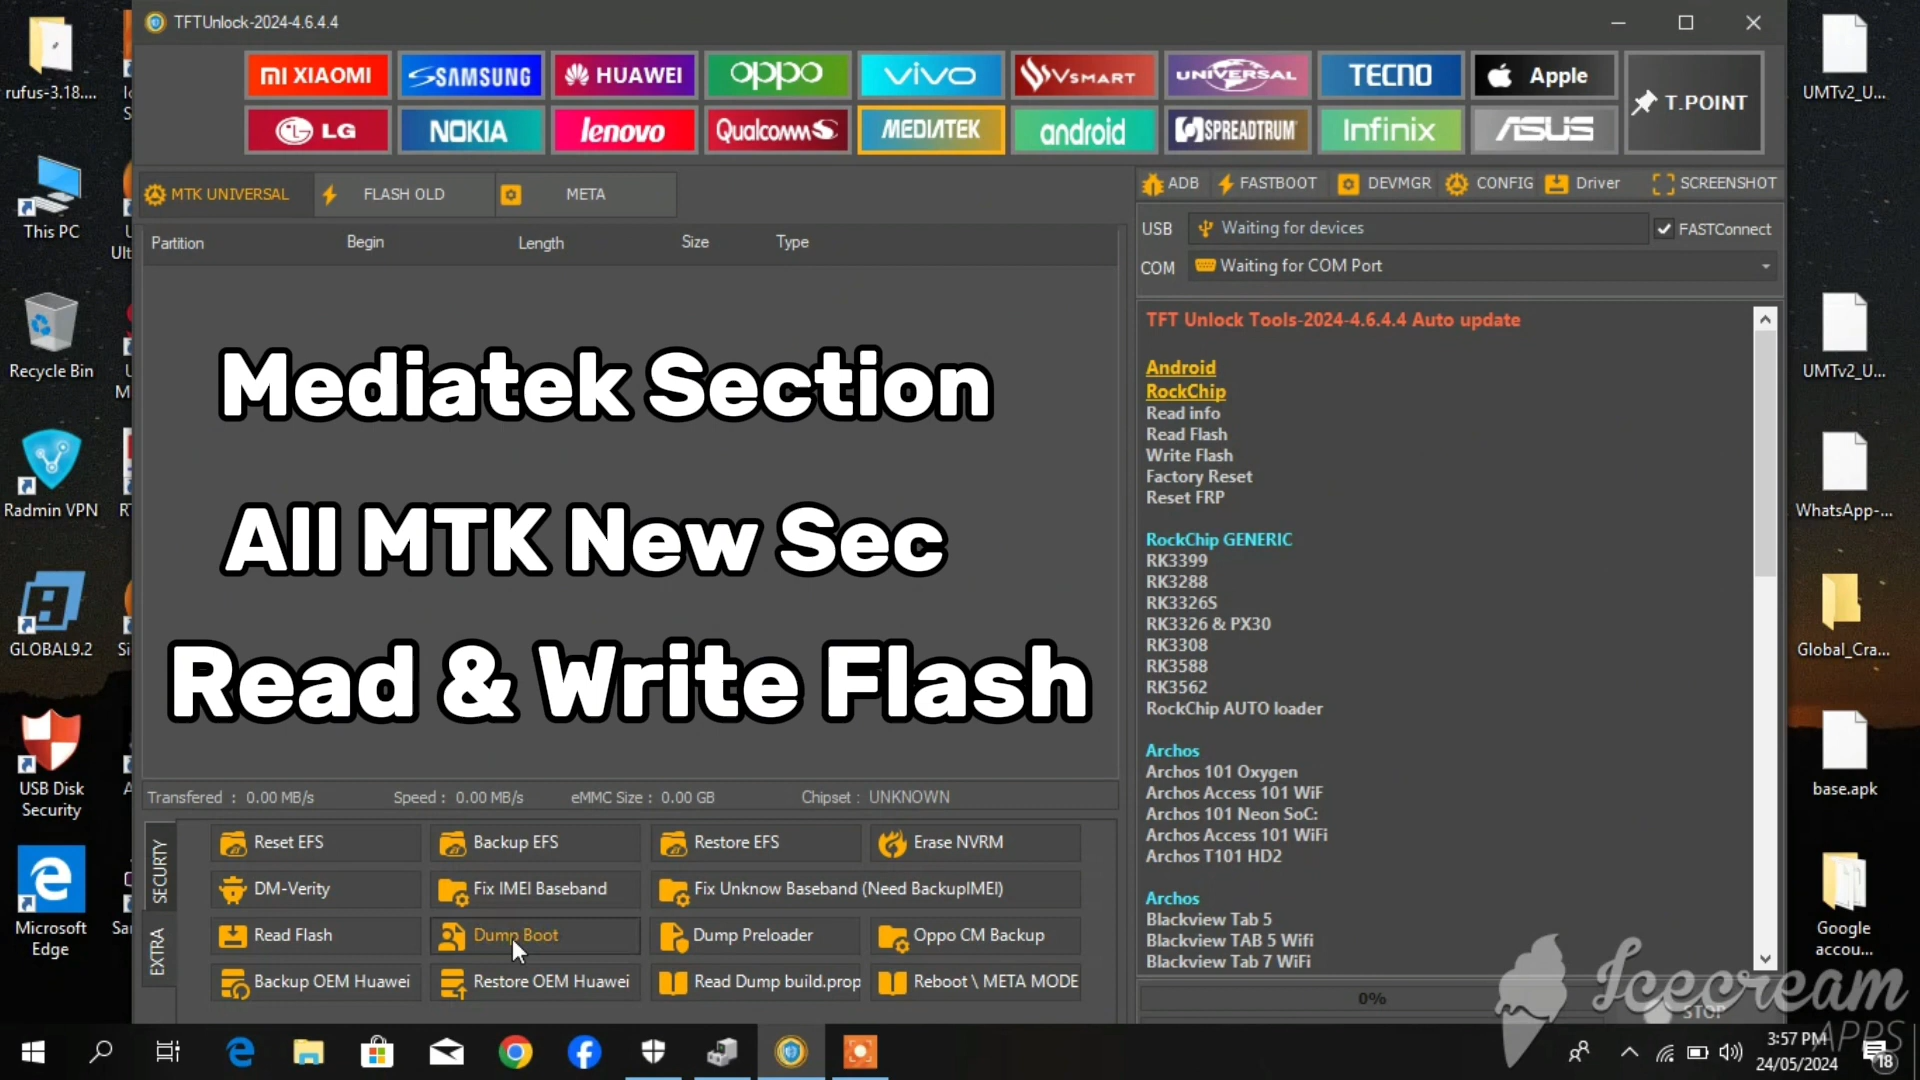 TFTUnlock-2024-4.6.4.4
MI XIAOMI
SAMSUNG
HUAWEI
oppo
vivo
VSMART
UNIVERSAL
TECNO
Apple
T.POINT
LG
NOKIA
lenovo
Qualcomm
MEDIATEK
android
SPREADTRUM
Infinix
ASUS
MTK UNIVERSAL
FLASH OLD
META
ADB
FASTBOOT
DEVMGR
CONFIG
Driver
SCREENSHOT
USB
Waiting for devices
FASTConnect
COM
Waiting for COM Port
Partition
Begin
Length
Size
Type
Mediatek Section
All MTK New Sec
Read & Write Flash
TFT Unlock Tools-2024-4.6.4.4 Auto update
Android
RockChip
Read info
Read Flash
Write Flash
Factory Reset
Reset FRP
RockChip GENERIC
RK3399
RK3288
RK3326S
RK3326 & PX30
RK3308
RK3588
RK3562
RockChip AUTO loader
Archos
Archos 101 Oxygen
Archos Access 101 WiF
Archos 101 Neon SoC:
Archos Access 101 WiFi
Archos T101 HD2
Archos
Blackview Tab 5
Blackview TAB 5 Wifi
Blackview Tab 7 WiFi
Transfered : 0.00 MB/s
Speed : 0.00 MB/s
eMMC Size : 0.00 GB
Chipset : UNKNOWN
SECURTY
EXTRA
Reset EFS
Backup EFS
Restore EFS
Erase NVRM
DM-Verity
Fix IMEI Baseband
Fix Unknow Baseband (Need BackupIMEI)
Read Flash
Dump Boot
Dump Preloader
Oppo CM Backup
Backup OEM Huawei
Restore OEM Huawei
Read Dump build.prop
Reboot \ META MODE
0%
STOP
Icecream
APPS
rufus-3.18....
This PC
Recycle Bin
Radmin VPN
GLOBAL9.2
USB Disk
Security
Microsoft
Edge
UMTv2_U...
UMTv2_U...
WhatsApp-...
Global_Cra...
base.apk
Google
accou...
3:57 PM
24/05/2024
18